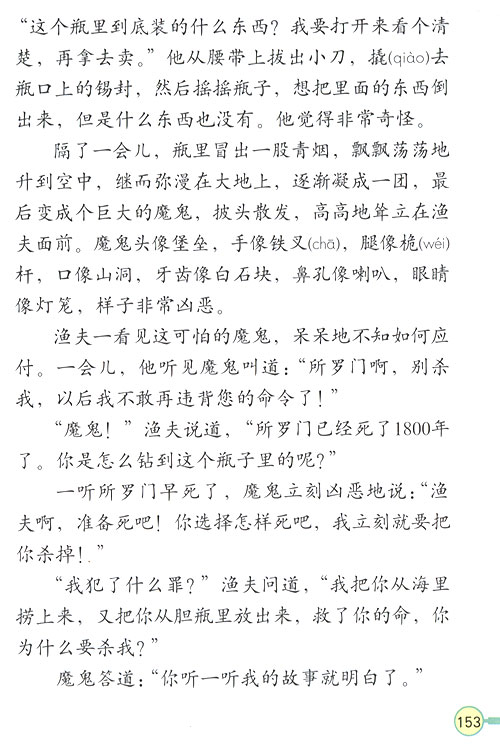 “这个瓶里到底装的什么东西？我要打开来看个清
楚，再拿去卖。”他从腰带上拔出小刀，撬(qiào)去
瓶口上的锡封，然后摇摇瓶子，想把里面的东西倒
出来，但是什么东西也没有。他觉得非常奇怪。
隔了一会儿，瓶里冒出一股青烟，飘飘荡荡地
升到空中，继而弥漫在大地上，逐渐凝成一团，最
后变成个巨大的魔鬼，披头散发，高高地耸立在渔
夫面前。魔鬼头像堡垒，手像铁叉(chā)，腿像桅(wéi)
杆，口像山洞，牙齿像白石块，鼻孔像喇叭，眼睛
像灯笼，样子非常凶恶。
渔夫一看见这可怕的魔鬼，呆呆地不知如何应
付。一会儿，他听见魔鬼叫道：“所罗门啊，别杀
我，以后我不敢再违背您的命令了！”
“魔鬼！”渔夫说道，“所罗门已经死了1800年
了。你是怎么钻到这个瓶子里的呢？”
一听所罗门早死了，魔鬼立刻凶恶地说：“渔
夫啊，准备死吧！你选择怎样死吧，我立刻就要把
你杀掉！”
“我犯了什么罪？”渔夫问道，“我把你从海里
捞上来，又把你从胆瓶里放出来，救了你的命，你
为什么要杀我？”
魔鬼答道：“你听一听我的故事就明白了。”
153